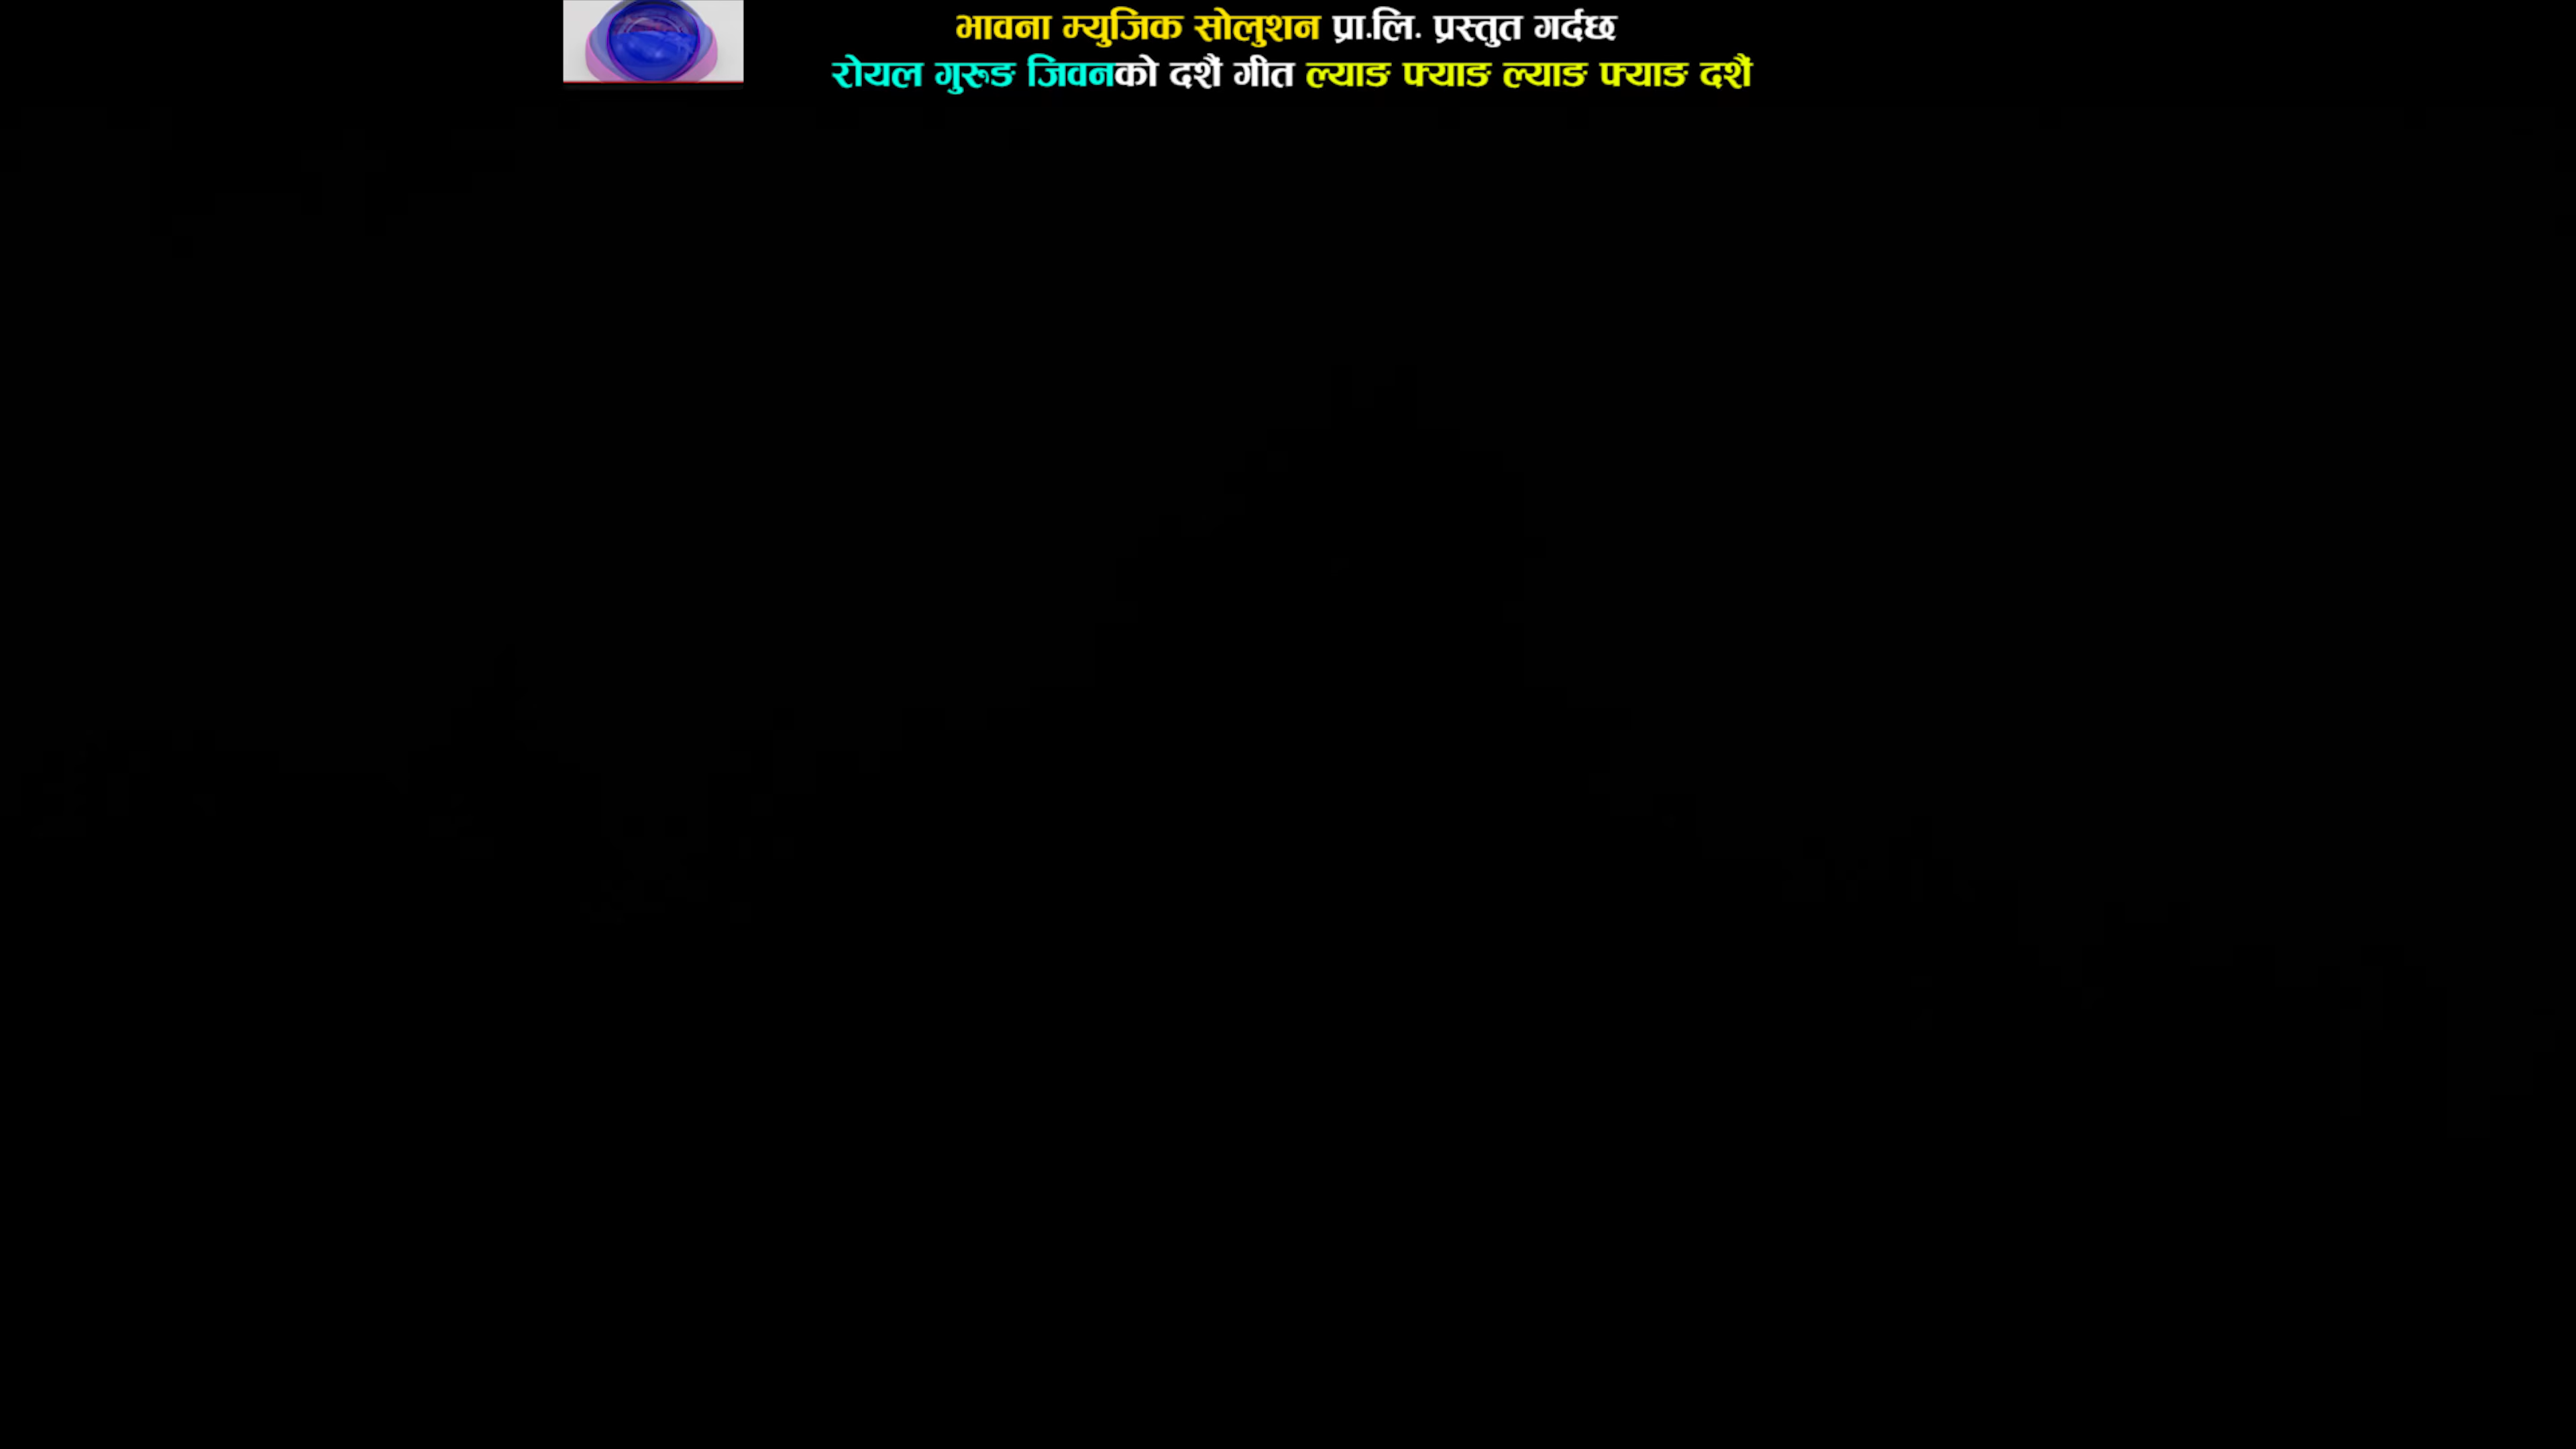 भावना म्युजिक सोलुशन प्रा.लि. प्रस्तुत गर्दछ
रोयल गुरुङ जिवनको दशैं गीत ल्याङ फ्याङ ल्याङ फ्याङ दशैं